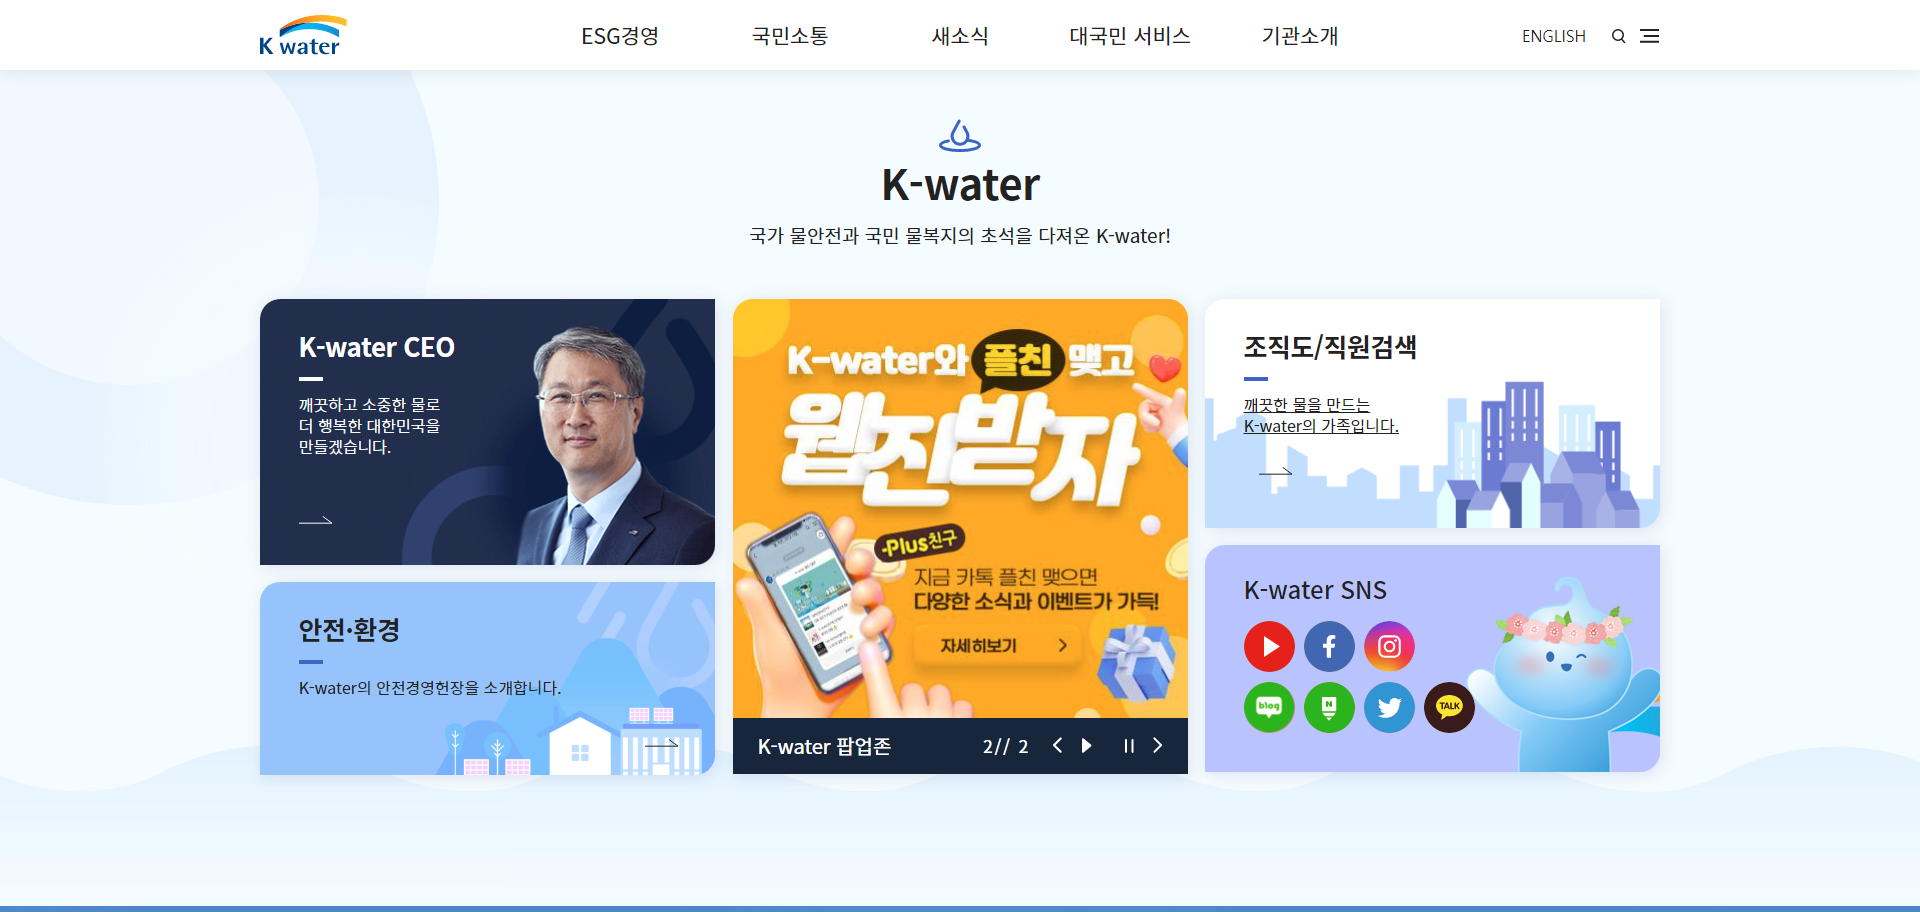 K water
ESG경영
국민소통
새소식
대국민 서비스
기관소개
ENGLISH
K-water
국가 물안전과 국민 물복지의 초석을 다져온 K-water!
K-water CEO
깨끗하고 소중한 물로
더 행복한 대한민국을
만들겠습니다.
안전·환경
K-water의 안전경영헌장을 소개합니다.
K-water와 플친 맺고
웹진받자
-Plus친구
지금 카톡 플친 맺으면
다양한 소식과 이벤트가 가득!
자세히보기
K-water 팝업존
2// 2
조직도/직원검색
깨끗한 물을 만드는
K-water의 가족입니다.
K-water SNS
blog
N
TALK